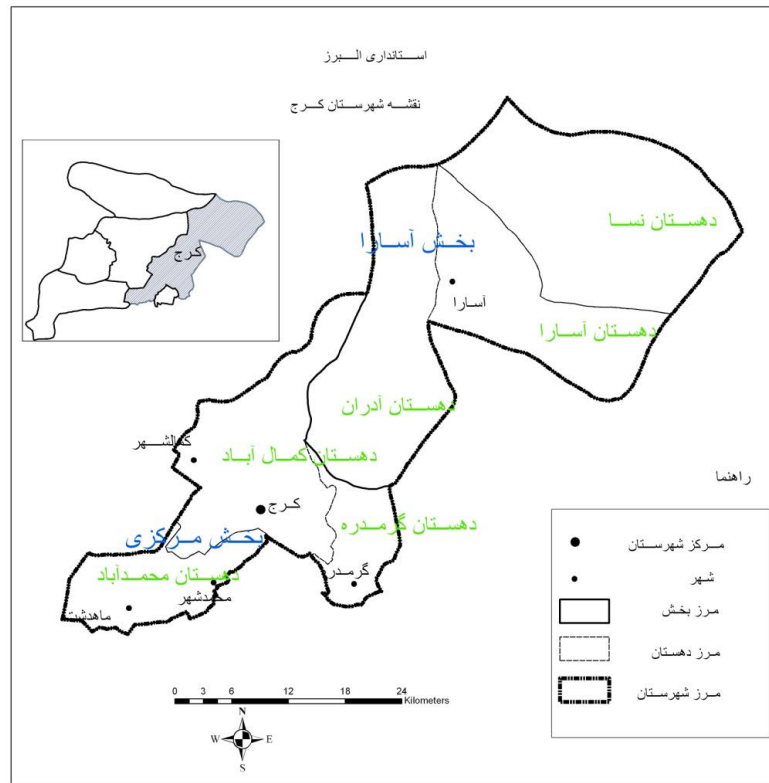 استانداری البرز
نقشه شهرستان کرج
کرج
دهستان نسا
بخش آسارا
آسارا
دهستان آسارا
دهستان آدران
کمالشهر
دهستان کمال آباد
کرج
دهستان گرمدره
بخش مرکزی
گرمدر
دهستان محمدآباد
محمدشهر
ماهدشت
راهنما
مرکز شهرستان
شهر
مرز بخش
مرز دهستان
مرز شهرستان
0 3 6 12 18 24
Kilometers
N
W E
S